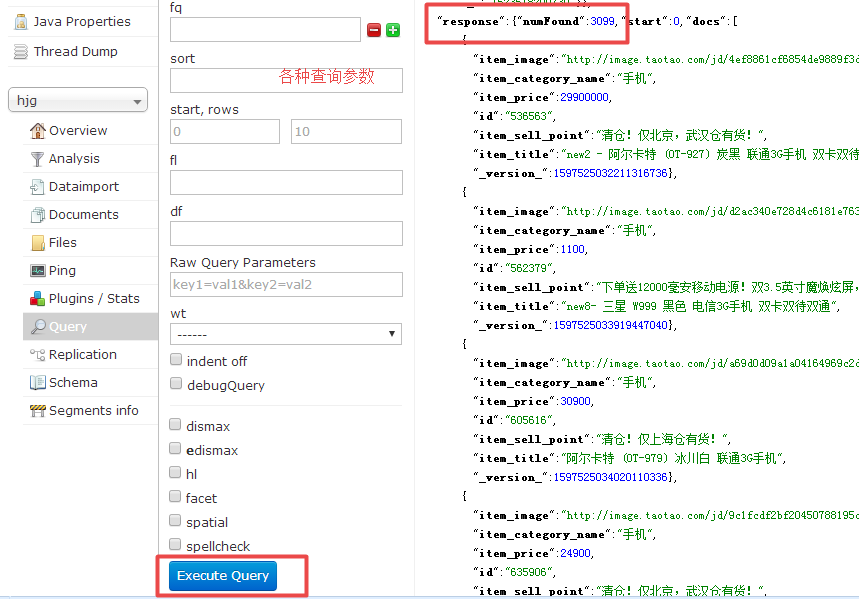 Java Properties
Thread Dump
hjg
Overview
Analysis
Dataimport
Documents
Files
Ping
Plugins / Stats
Query
Replication
Schema
Segments info
fq
sort
各种查询参数
start, rows
0
10
fl
df
Raw Query Parameters
key1=val1&key2=val2
wt
------
indent off
debugQuery
dismax
edismax
hl
facet
spatial
spellcheck
Execute Query
"response":{"numFound":3099,"start":0,"docs":[
{
"item_image":"http://image.taotao.com/jd/4ef8861cf6854de9889f3d
"item_category_name":"手机",
"item_price":29900000,
"id":"536563",
"item_sell_point":"清仓！仅北京，武汉仓有货！",
"item_title":"new2 - 阿尔卡特 (OT-927) 炭黑 联通3G手机 双卡双待
"_version_":1597525032211316736},
{
"item_image":"http://image.taotao.com/jd/d2ac340e728d4c6181e763
"item_category_name":"手机",
"item_price":1100,
"id":"562379",
"item_sell_point":"下单送12000毫安移动电源！双3.5英寸魔焕炫屏，
"item_title":"new8- 三星 W999 黑色 电信3G手机 双卡双待双通",
"_version_":1597525033919447040},
{
"item_image":"http://image.taotao.com/jd/a69d0d09a1a04164969c2d
"item_category_name":"手机",
"item_price":30900,
"id":"605616",
"item_sell_point":"清仓！仅上海仓有货！",
"item_title":"阿尔卡特 (OT-979) 冰川白 联通3G手机",
"_version_":1597525034020110336},
{
"item_image":"http://image.taotao.com/jd/9c1fcdf2bf20450788195c
"item_category_name":"手机",
"item_price":24900,
"id":"635906",
"item_sell_point":"清仓！仅北京，武汉仓有货！",